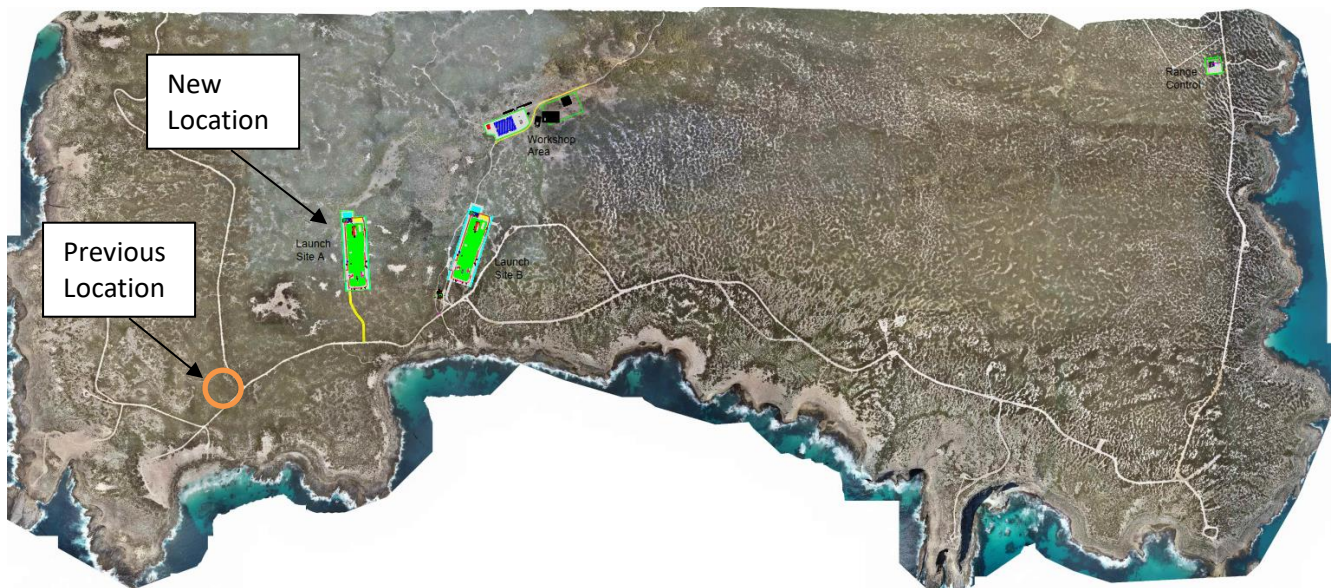 New
Location
Range
Control
Workshop
Area
Previous
Location
Launch
Site A
Launch
Site B